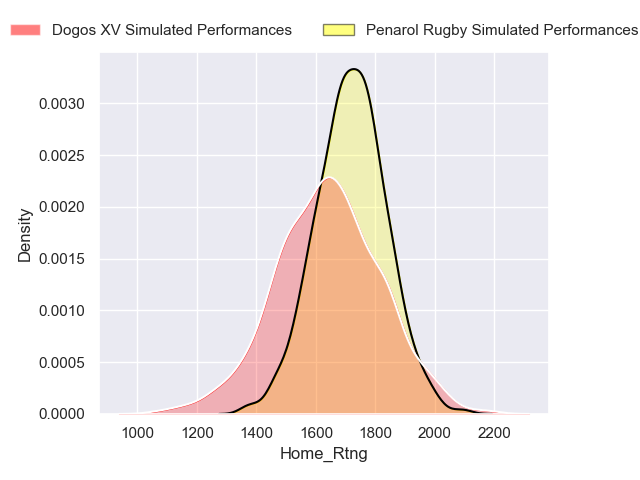 Dogos XV Simulated Performances Penarol Rugby Simulated Performances
0.0030
0.0025
0.0020
0.0015
0.0010
0.0005
0.0000
Density
1000 1200 1400 1600 1800 2000 2200
Home_Rtng